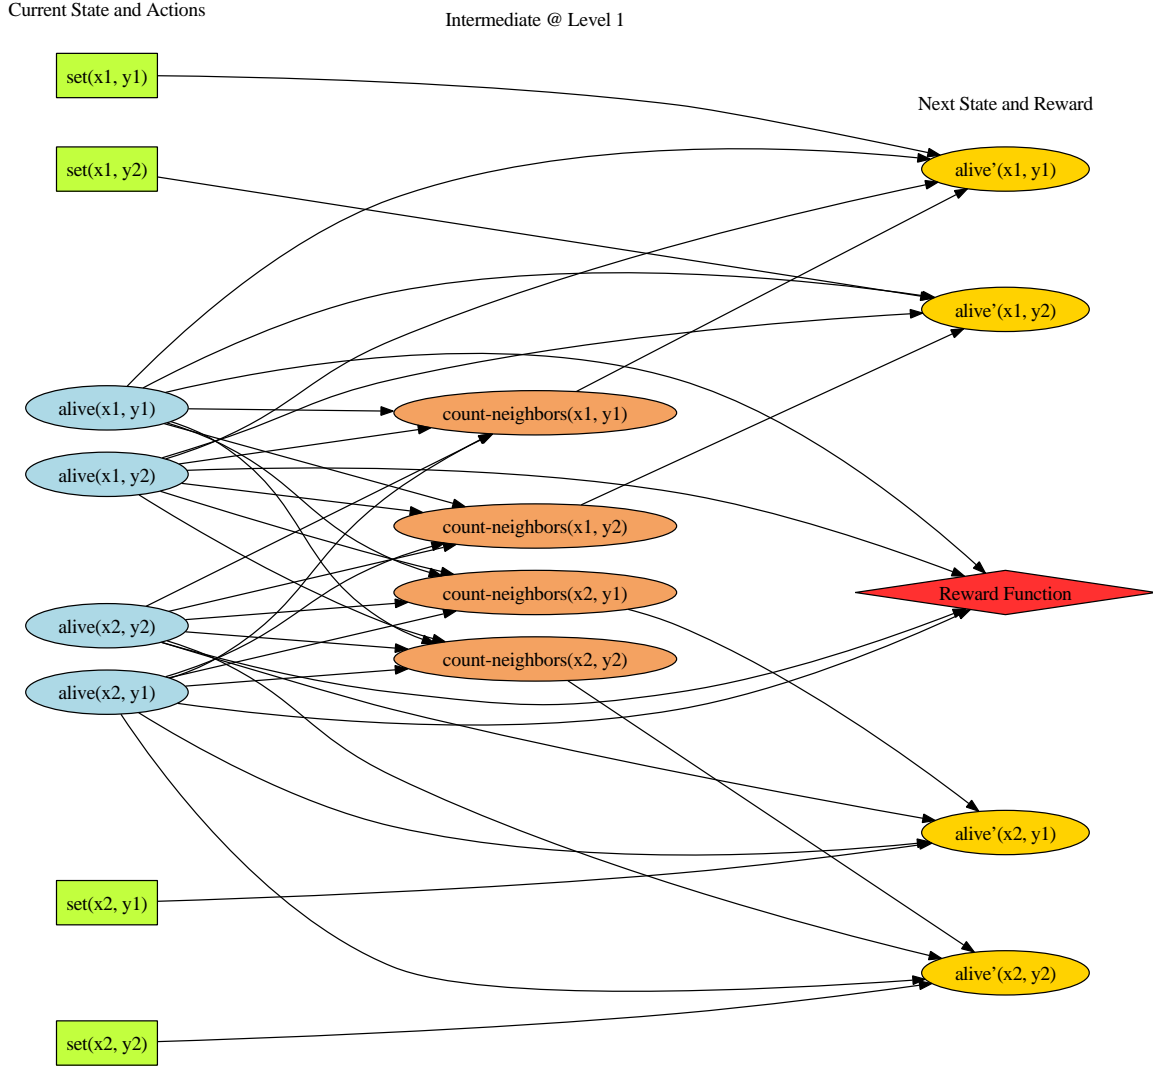 Current State and Actions
Intermediate @ Level 1
Next State and Reward
set(x1, y1)
set(x1, y2)
alive(x1, y1)
alive(x1, y2)
alive(x2, y2)
alive(x2, y1)
set(x2, y1)
set(x2, y2)
count-neighbors(x1, y1)
count-neighbors(x1, y2)
count-neighbors(x2, y1)
count-neighbors(x2, y2)
alive’(x1, y1)
alive’(x1, y2)
Reward Function
alive’(x2, y1)
alive’(x2, y2)